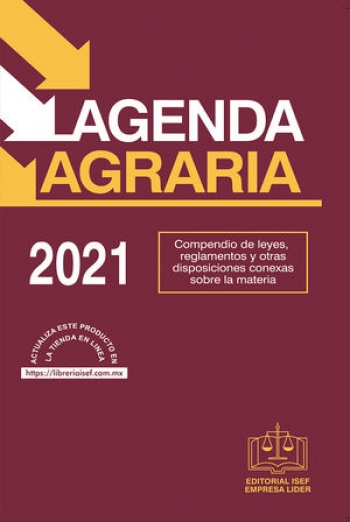 AGENDA
AGRARIA
2021
Compendio de leyes,
reglamentos y otras
disposiciones conexas
sobre la materia
ACTUALIZA ESTE PRODUCTO EN
LA TIENDA EN LÍNEA
https://libreriaisef.com.mx
EDITORIAL ISEF
EMPRESA LIDER